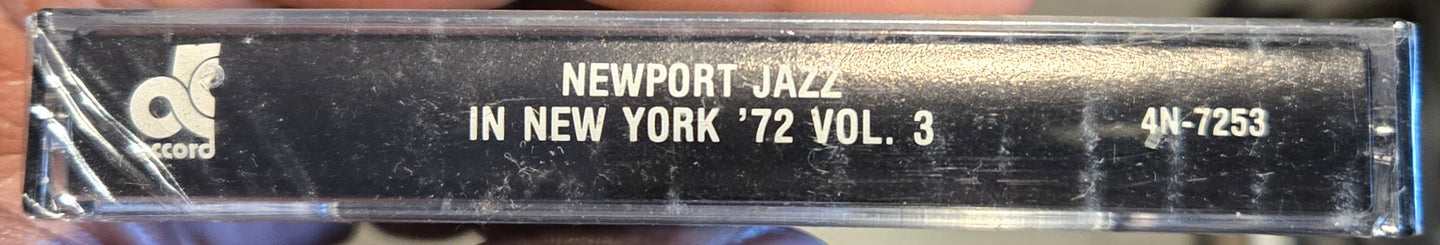 accord
NEWPORT JAZZ
IN NEW YORK '72 VOL. 3
4N-7253